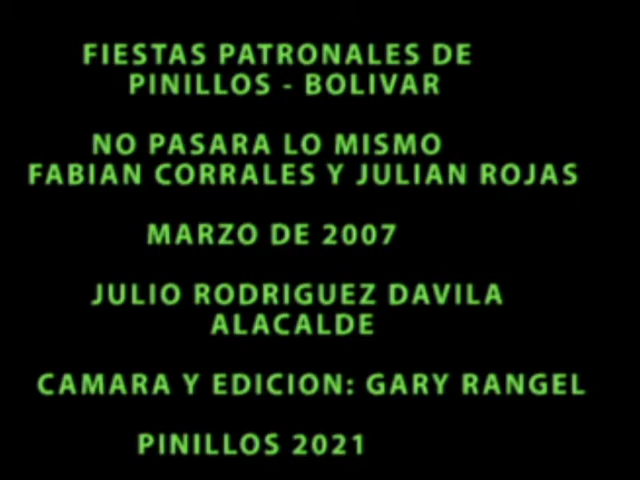 FIESTAS PATRONALES DE
PINILLOS - BOLIVAR
NO PASARA LO MISMO
FABIAN CORRALES Y JULIAN ROJAS
MARZO DE 2007
JULIO RODRIGUEZ DAVILA
ALACALDE
CAMARA Y EDICION: GARY RANGEL
PINILLOS 2021